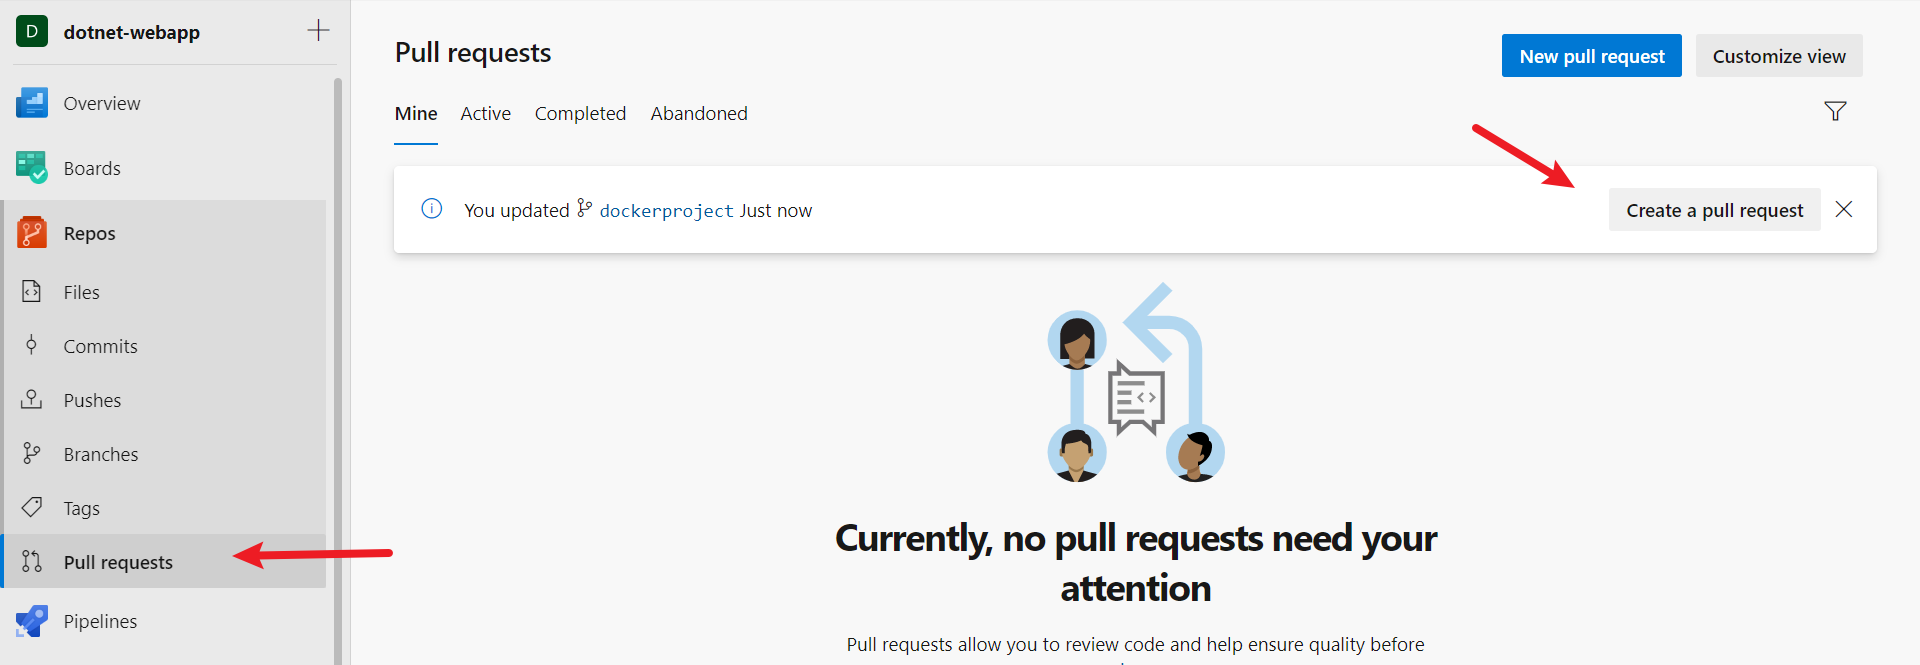 D dotnet-webapp
Overview
Boards
Repos
Files
Commits
Pushes
Branches
Tags
Pull requests
Pipelines
Pull requests
New pull request
Customize view
Mine Active Completed Abandoned
You updated dockerproject Just now
Create a pull request
Currently, no pull requests need your
attention
Pull requests allow you to review code and help ensure quality before